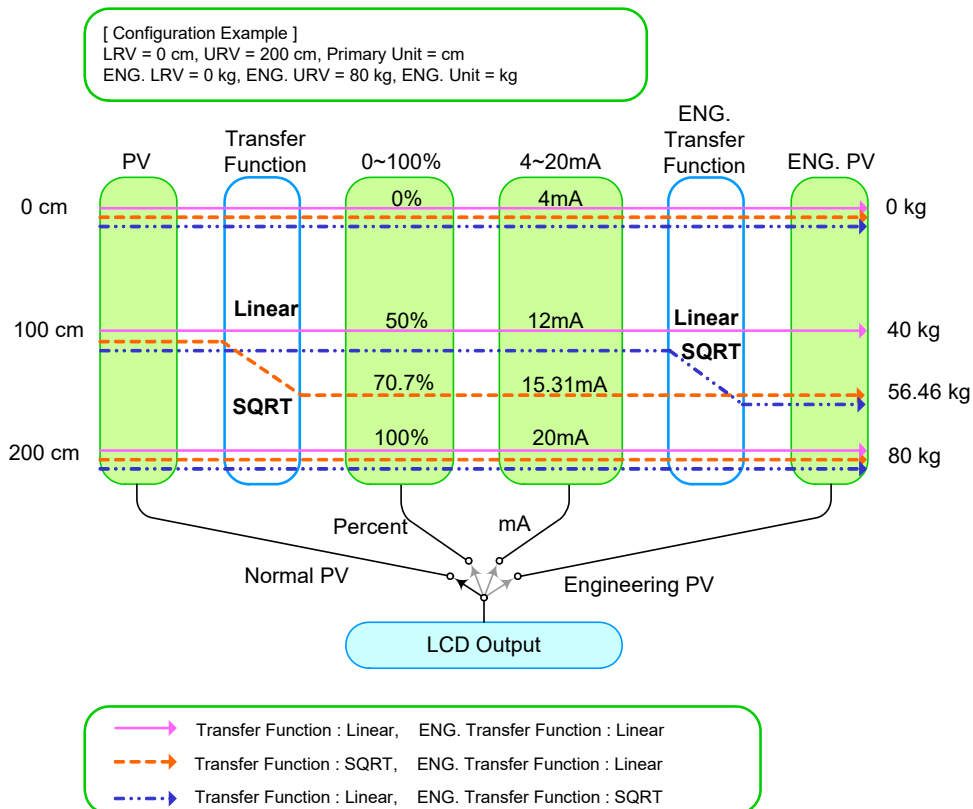 [ Configuration Example ]
LRV = 0 cm, URV = 200 cm, Primary Unit = cm
ENG. LRV = 0 kg, ENG. URV = 80 kg, ENG. Unit = kg
PV
Transfer
Function
0~100%
4~20mA
ENG.
Transfer
Function
ENG. PV
0 cm
0%
4mA
0 kg
Linear
Linear
100 cm
50%
12mA
40 kg
SQRT
70.7%
15.31mA
56.46 kg
SQRT
200 cm
100%
20mA
80 kg
Percent
mA
Normal PV
Engineering PV
LCD Output
Transfer Function : Linear, ENG. Transfer Function : Linear
Transfer Function : SQRT, ENG. Transfer Function : Linear
Transfer Function : Linear, ENG. Transfer Function : SQRT